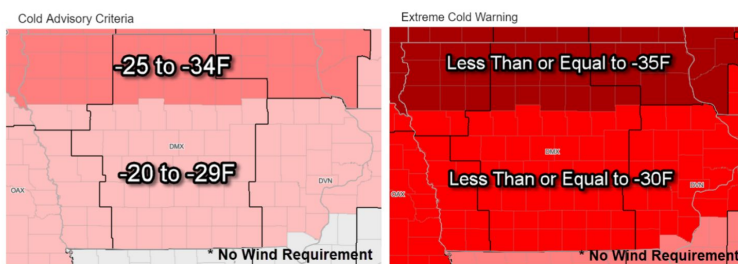 Cold Advisory Criteria
-25 to -34F
DMX
-20 to -29F
OAX
DVN
* No Wind Requirement
Extreme Cold Warning
Less Than or Equal to -35F
DMX
Less Than or Equal to -30F
OAX
DVN
* No Wind Requirement